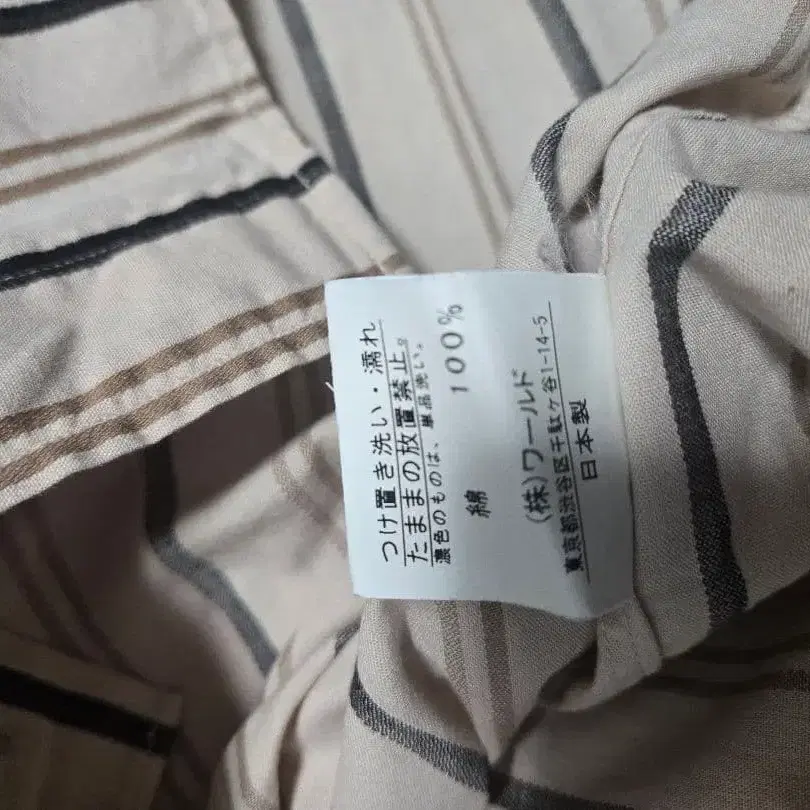 つけ置き洗い・濡れ
たままの放置禁止。
濃色のものは、単品洗い。
綿 100%
(株)ワールド
東京都渋谷区千駄ケ谷1-14-5
日本製